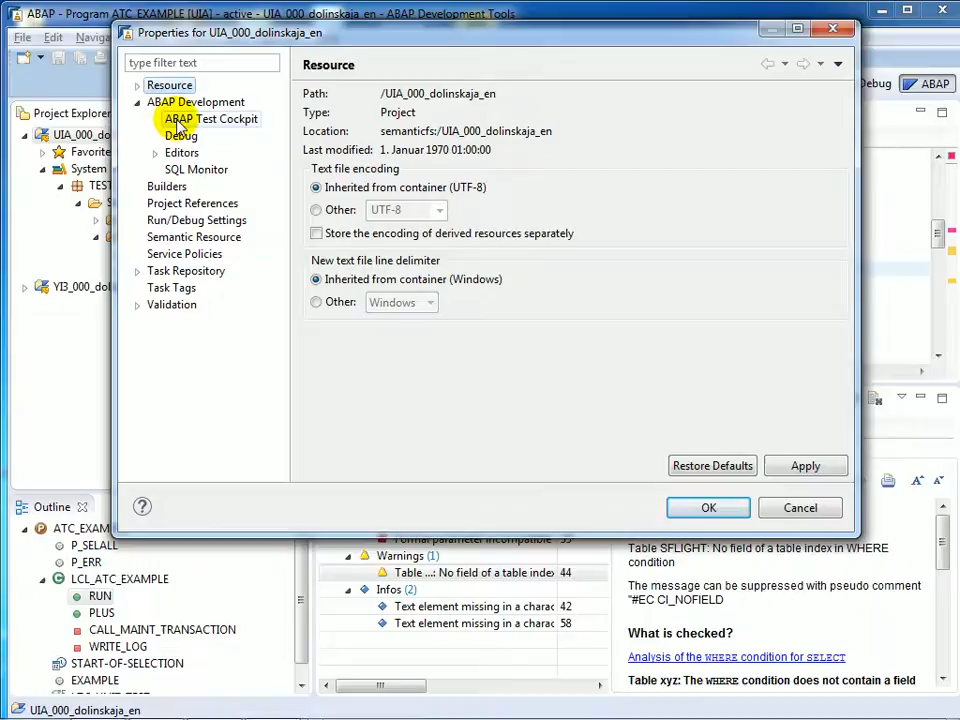 ABAP - Program ATC_EXAMPLE [UIA] - active - UIA_000_dolinskaja_en - ABAP Development Tools
File Edit
Properties for UIA_000_dolinskaja_en
type filter text
Resource
ABAP Development
ABAP Test Cockpit
Debug
Editors
SQL Monitor
Builders
Project References
Run/Debug Settings
Semantic Resource
Service Policies
Task Repository
Task Tags
Validation
Resource
Path: /UIA_000_dolinskaja_en
Type: Project
Location: semanticfs:/UIA_000_dolinskaja_en
Last modified: 1. Januar 1970 01:00:00
Text file encoding
Inherited from container (UTF-8)
Other: UTF-8
Store the encoding of derived resources separately
New text file line delimiter
Inherited from container (Windows)
Other: Windows
Restore Defaults Apply
OK Cancel
Debug ABAP
Project Explorer
UIA_000_do
Favorite
System
TEST
S
YI3_000_dol
Outline
ATC_EXAM
P_SELALL
P_ERR
LCL_ATC_EXAMPLE
RUN
PLUS
CALL_MAINT_TRANSACTION
WRITE_LOG
START-OF-SELECTION
EXAMPLE
Warnings (1)
Table ...: No field of a table index 44
Infos (2)
Text element missing in a charac 42
Text element missing in a charac 58
Table SFLIGHT: No field of a table index in WHERE
condition
The message can be suppressed with pseudo comment
"#EC CI_NOFIELD
What is checked?
Analysis of the WHERE condition for SELECT
Table xyz: The WHERE condition does not contain a field
UIA_000_dolinskaja_en